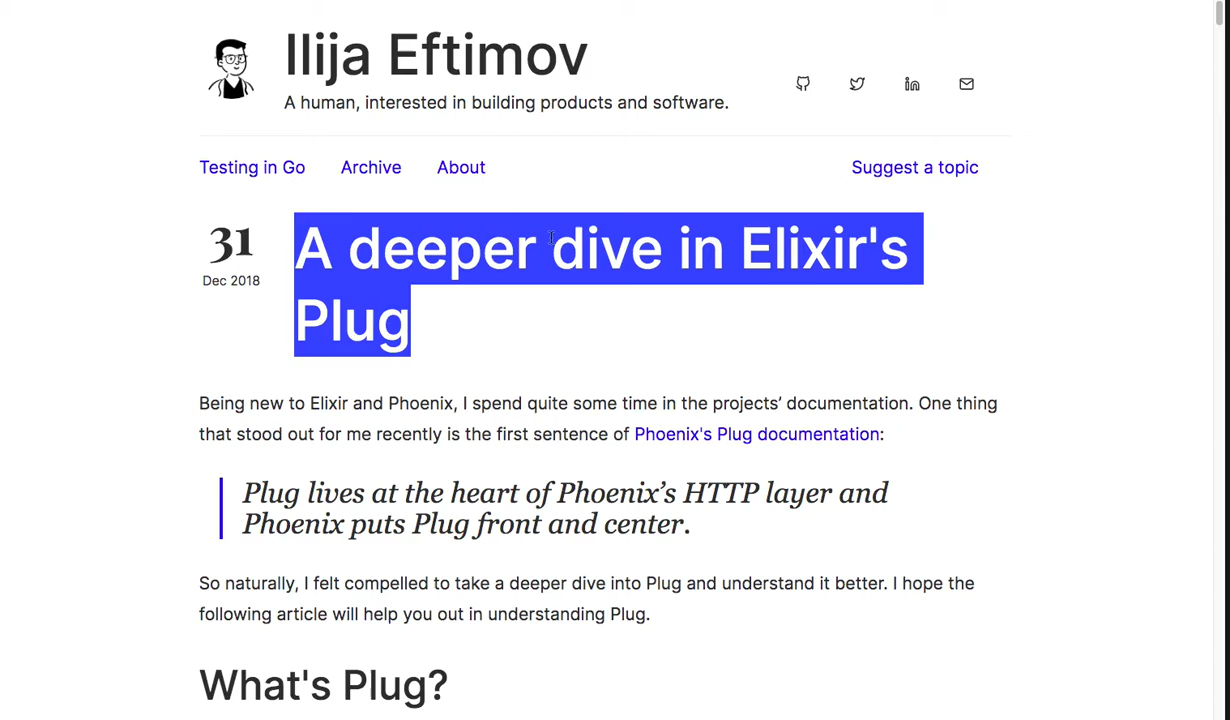 Ilija Eftimov
A human, interested in building products and software.
Testing in Go Archive About Suggest a topic
31
Dec 2018
A deeper dive in Elixir's
Plug
Being new to Elixir and Phoenix, I spend quite some time in the projects’ documentation. One thing
that stood out for me recently is the first sentence of Phoenix's Plug documentation:
Plug lives at the heart of Phoenix’s HTTP layer and
Phoenix puts Plug front and center.
So naturally, I felt compelled to take a deeper dive into Plug and understand it better. I hope the
following article will help you out in understanding Plug.
What's Plug?